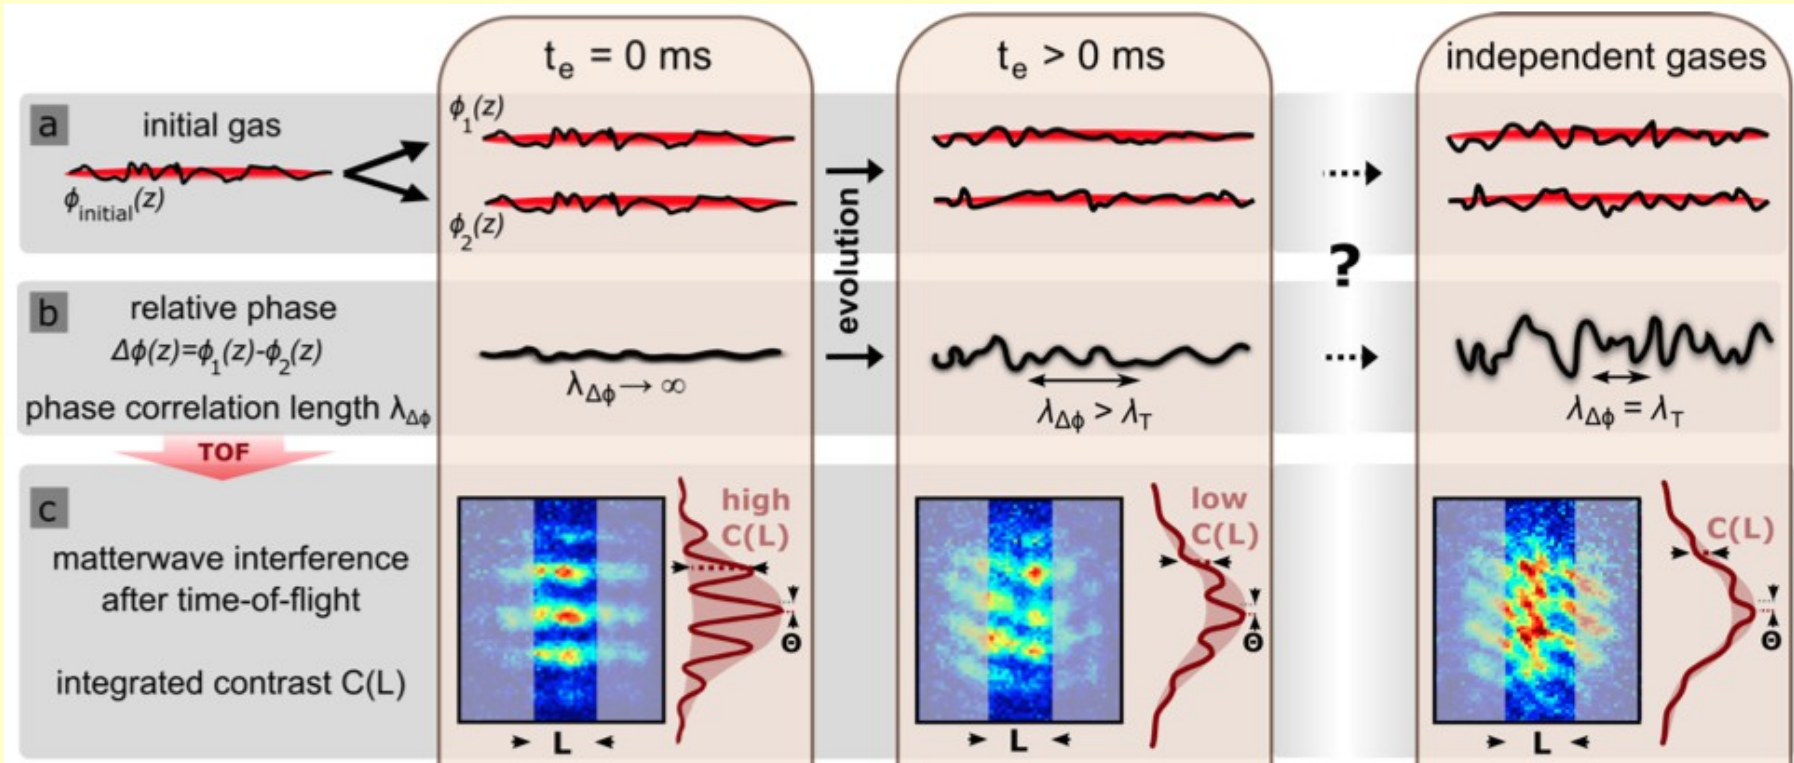 t_e = 0 ms
t_e > 0 ms
independent gases
a
initial gas
ϕ_initial(z)
ϕ_1(z)
ϕ_2(z)
evolution
?
b
relative phase
Δϕ(z)=ϕ_1(z)-ϕ_2(z)
phase correlation length λ_Δϕ
λ_Δϕ → ∞
λ_Δϕ > λ_T
λ_Δϕ = λ_T
TOF
c
matterwave interference
after time-of-flight
integrated contrast C(L)
high
C(L)
Θ
L
low
C(L)
Θ
L
C(L)
Θ
L